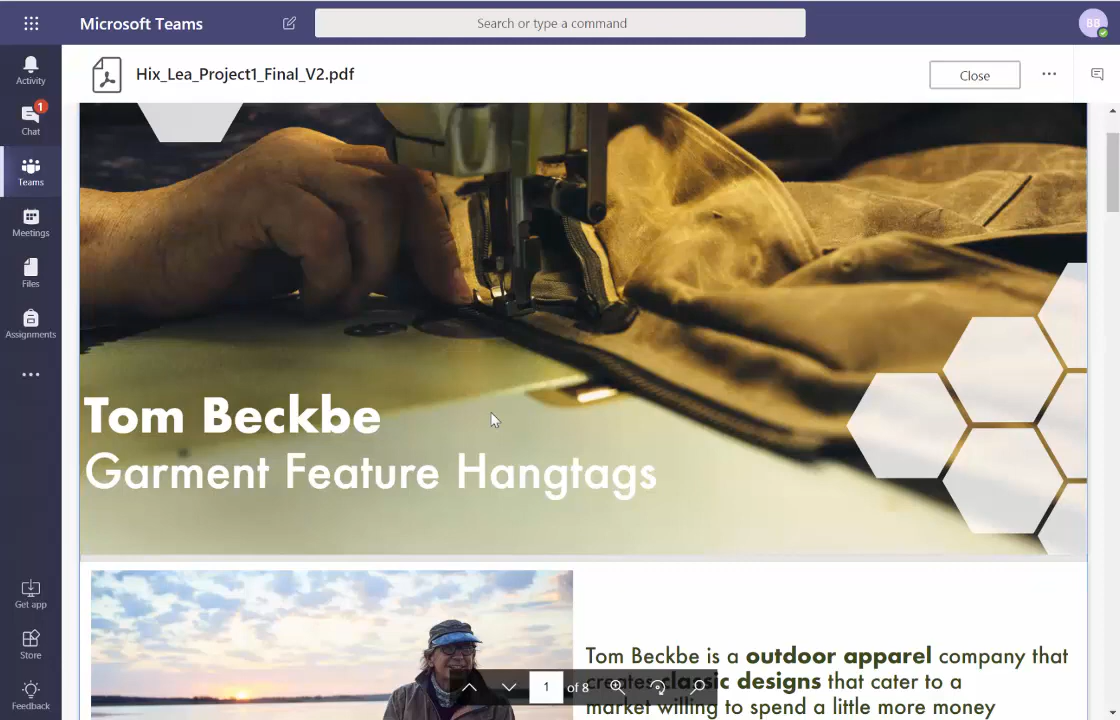 Microsoft Teams
Search or type a command
BB
Activity
Hix_Lea_Project1_Final_V2.pdf
Close
1
Chat
Teams
Meetings
Files
Assignments
Tom Beckbe
Garment Feature Hangtags
Get app
Store
Feedback
Tom Beckbe is a outdoor apparel company that
creates classic designs that cater to a
market willing to spend a little more money
1 of 8